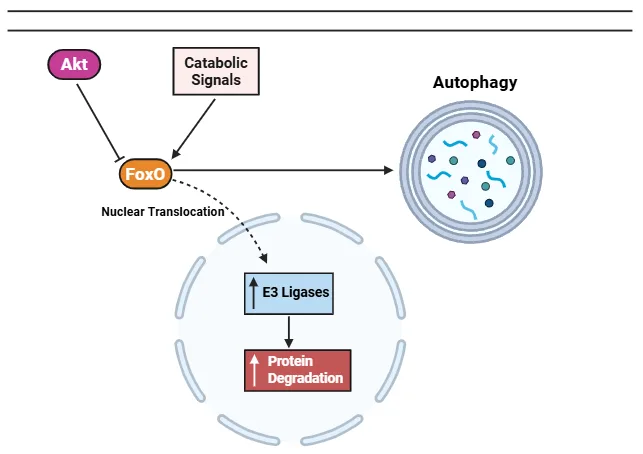 Akt
Catabolic
Signals
Autophagy
FoxO
Nuclear Translocation
E3 Ligases
Protein
Degradation